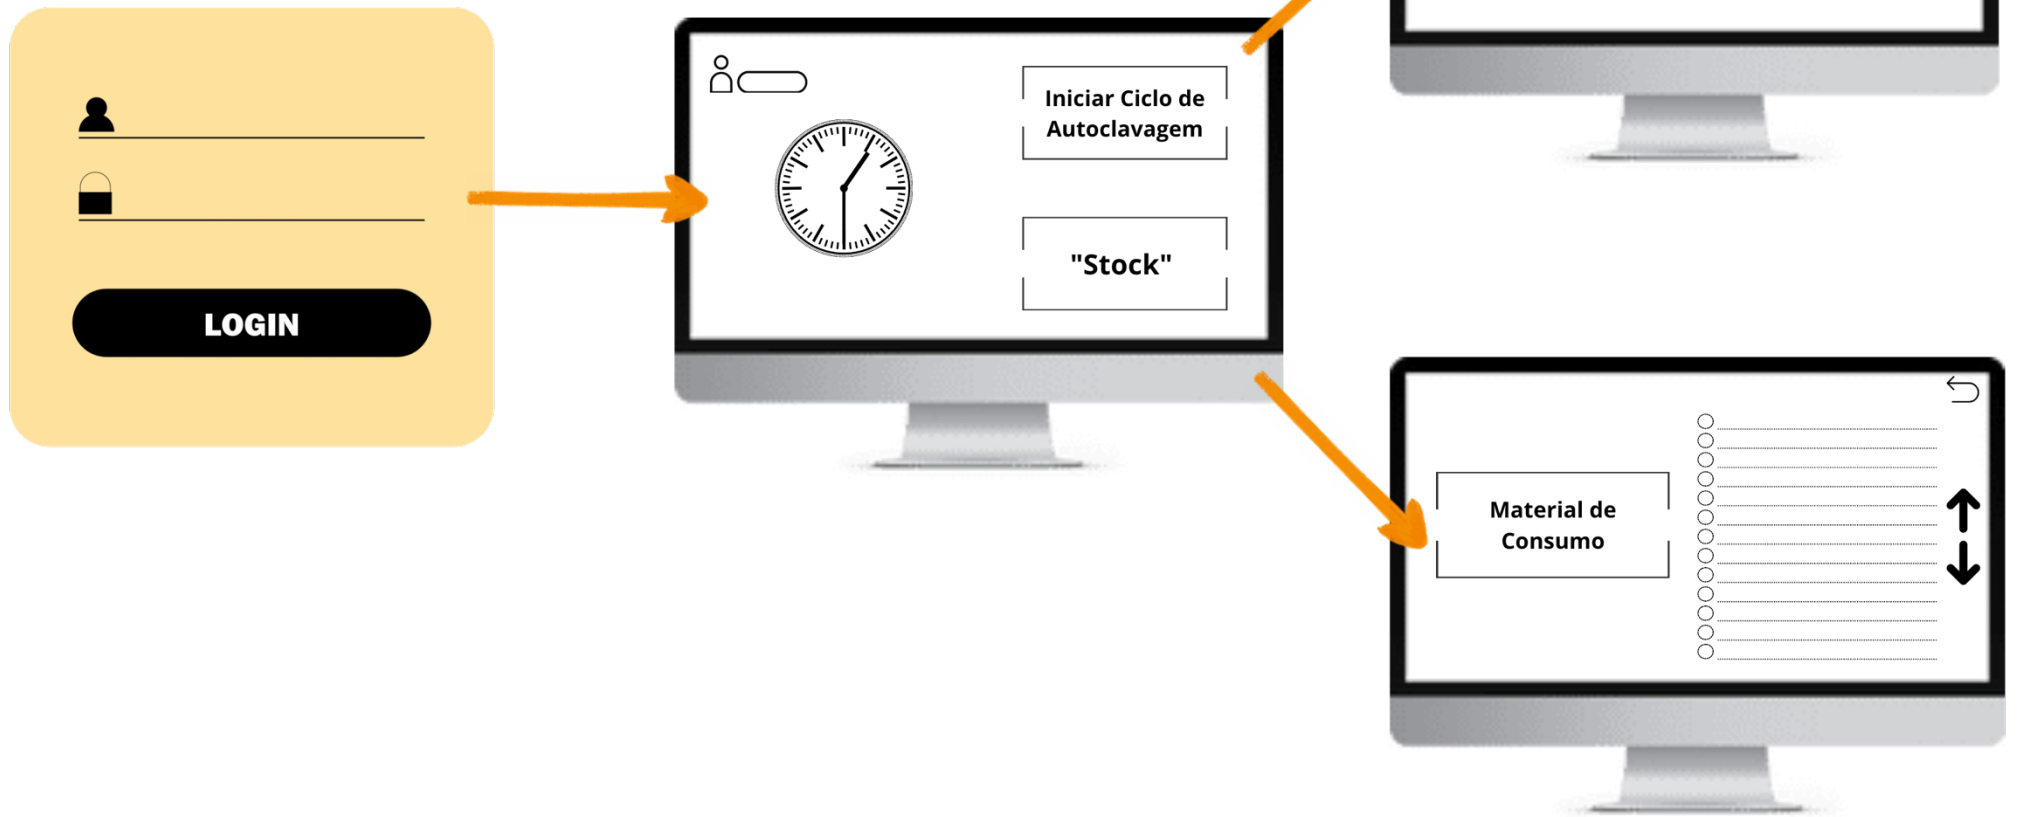 LOGIN
Iniciar Ciclo de
Autoclavagem
"Stock"
Material de
Consumo